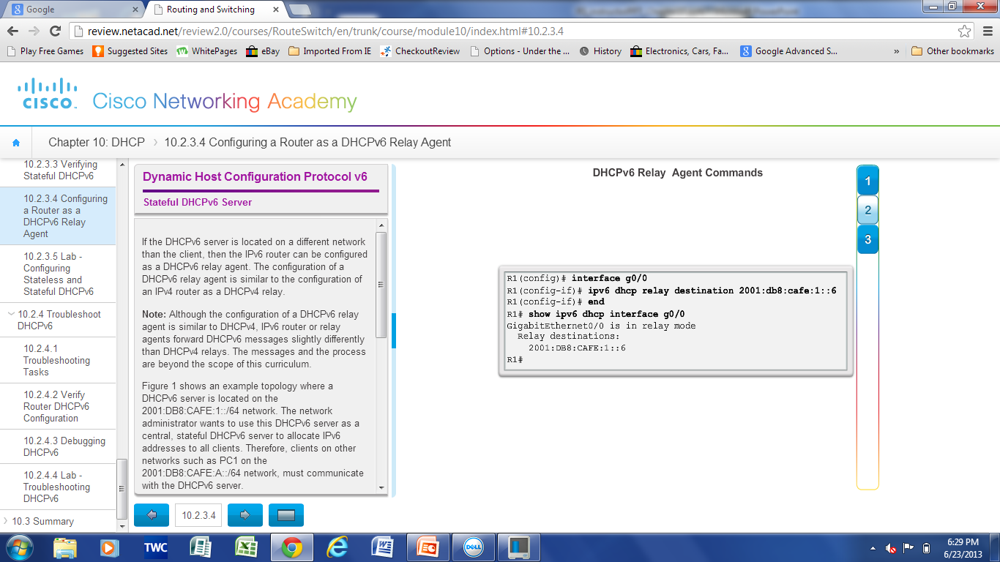 Google
Routing and Switching
review.netacad.net/review2.0/courses/RouteSwitch/en/trunk/course/module10/index.html#10.2.3.4
Play Free Games
Suggested Sites
WhitePages
eBay
Imported From IE
CheckoutReview
Options - Under the ...
History
Electronics, Cars, Fa...
Google Advanced S...
»
Other bookmarks
CISCO.
Cisco Networking Academy
Chapter 10: DHCP
10.2.3.4 Configuring a Router as a DHCPv6 Relay Agent
10.2.3.3 Verifying
Stateful DHCPv6
10.2.3.4 Configuring
a Router as a
DHCPv6 Relay
Agent
10.2.3.5 Lab -
Configuring
Stateless and
Stateful DHCPv6
10.2.4 Troubleshoot
DHCPv6
10.2.4.1
Troubleshooting
Tasks
10.2.4.2 Verify
Router DHCPv6
Configuration
10.2.4.3 Debugging
DHCPv6
10.2.4.4 Lab -
Troubleshooting
DHCPv6
10.3 Summary
Dynamic Host Configuration Protocol v6
Stateful DHCPv6 Server
If the DHCPv6 server is located on a different network
than the client, then the IPv6 router can be configured
as a DHCPv6 relay agent. The configuration of a
DHCPv6 relay agent is similar to the configuration of
an IPv4 router as a DHCPv4 relay.
Note: Although the configuration of a DHCPv6 relay
agent is similar to DHCPv4, IPv6 router or relay
agents forward DHCPv6 messages slightly differently
than DHCPv4 relays. The messages and the process
are beyond the scope of this curriculum.
Figure 1 shows an example topology where a
DHCPv6 server is located on the
2001:DB8:CAFE:1::/64 network. The network
administrator wants to use this DHCPv6 server as a
central, stateful DHCPv6 server to allocate IPv6
addresses to all clients. Therefore, clients on other
networks such as PC1 on the
2001:DB8:CAFE:A::/64 network, must communicate
with the DHCPv6 server.
10.2.3.4
DHCPv6 Relay Agent Commands
R1(config)# interface g0/0
R1(config-if)# ipv6 dhcp relay destination 2001:db8:cafe:1::6
R1(config-if)# end
R1# show ipv6 dhcp interface g0/0
GigabitEthernet0/0 is in relay mode
Relay destinations:
2001:DB8:CAFE:1::6
R1#
1
2
3
TWC
DELL
6:29 PM
6/23/2013